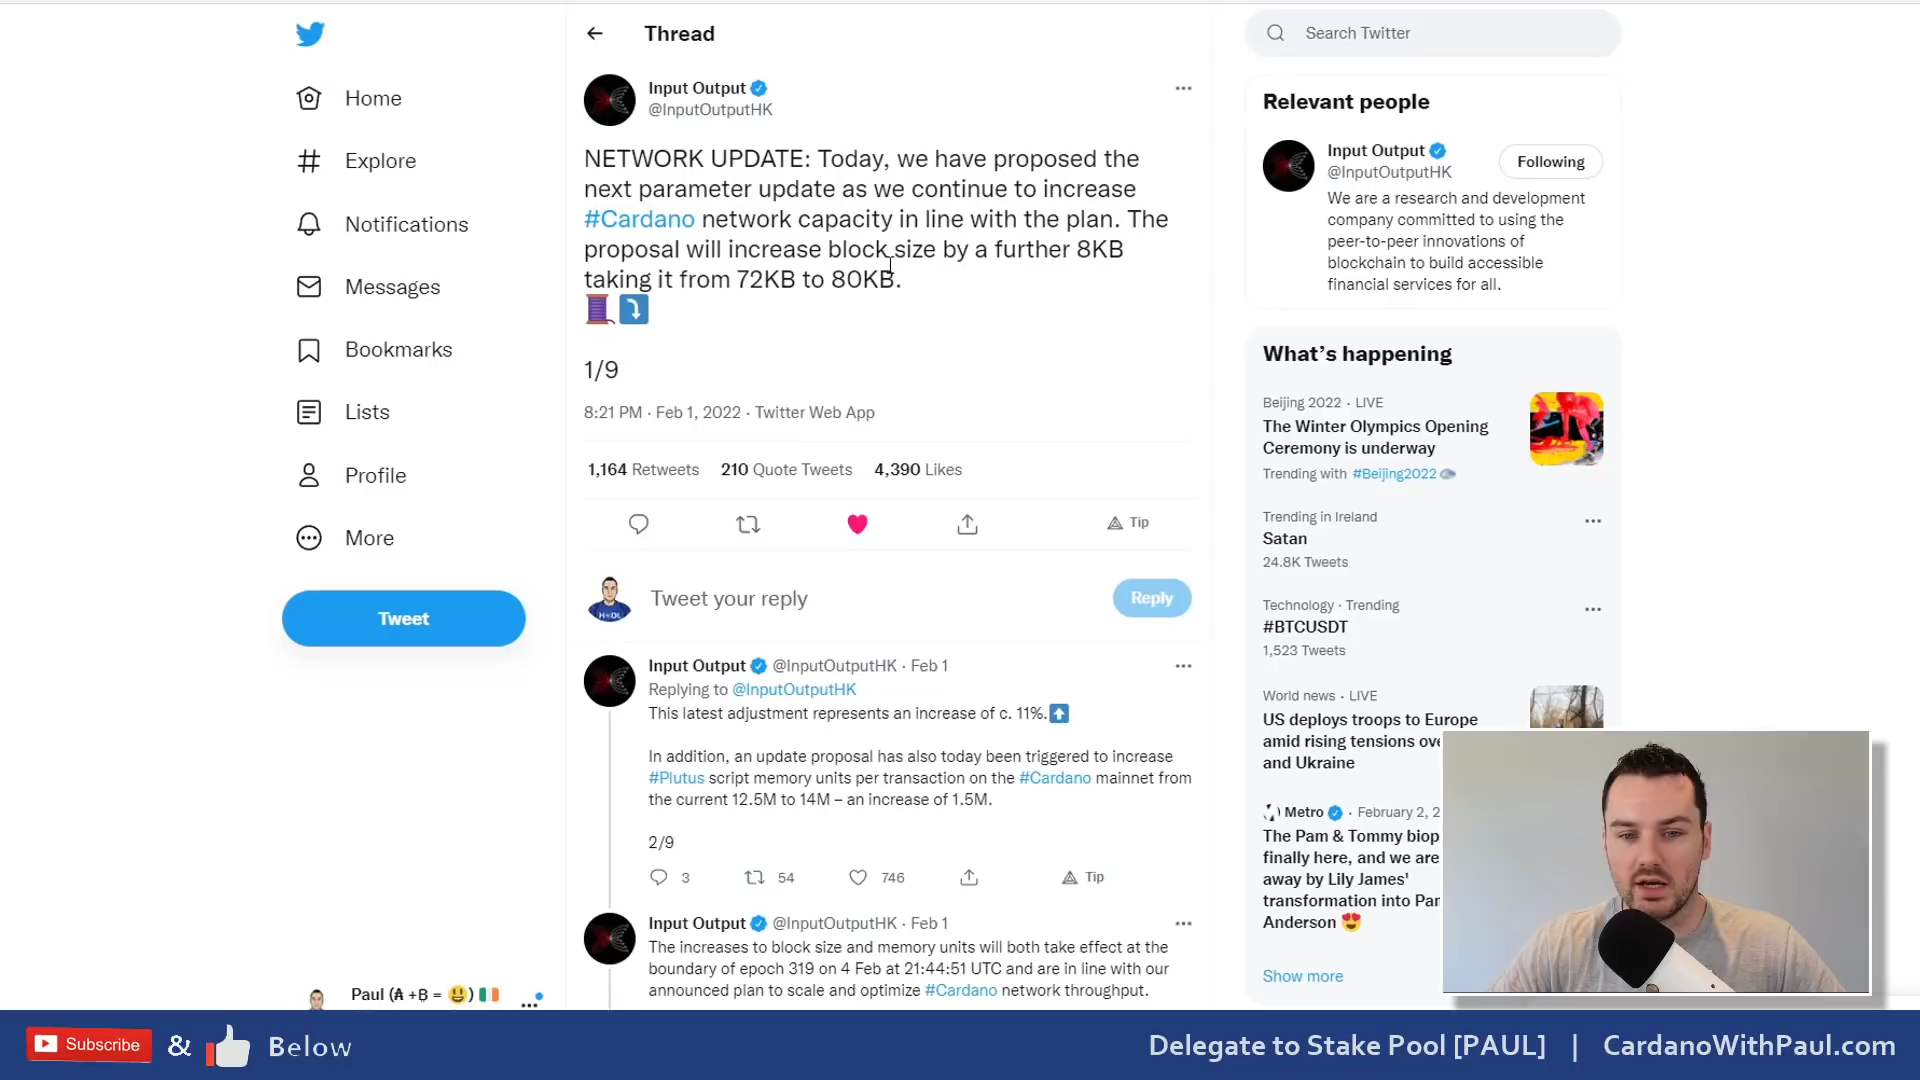 Home
Explore
Notifications
Messages
Bookmarks
Lists
Profile
More
Tweet
Paul (₳ +₿ = 😃) 🇮🇪
Thread
Input Output
@InputOutputHK
NETWORK UPDATE: Today, we have proposed the
next parameter update as we continue to increase
#Cardano network capacity in line with the plan. The
proposal will increase block size by a further 8KB
taking it from 72KB to 80KB.
🧵⤵️
1/9
8:21 PM · Feb 1, 2022 · Twitter Web App
1,164 Retweets 210 Quote Tweets 4,390 Likes
Tip
Tweet your reply
Reply
Input Output @InputOutputHK · Feb 1
Replying to @InputOutputHK
This latest adjustment represents an increase of c. 11%.⬆️
In addition, an update proposal has also today been triggered to increase
#Plutus script memory units per transaction on the #Cardano mainnet from
the current 12.5M to 14M – an increase of 1.5M.
2/9
3 54 746 Tip
Input Output @InputOutputHK · Feb 1
The increases to block size and memory units will both take effect at the
boundary of epoch 319 on 4 Feb at 21:44:51 UTC and are in line with our
announced plan to scale and optimize #Cardano network throughput.
Search Twitter
Relevant people
Input Output
@InputOutputHK
Following
We are a research and development
company committed to using the
peer-to-peer innovations of
blockchain to build accessible
financial services for all.
What's happening
Beijing 2022 · LIVE
The Winter Olympics Opening
Ceremony is underway
Trending with #Beijing2022
Trending in Ireland
Satan
24.8K Tweets
Technology · Trending
#BTCUSDT
1,523 Tweets
World news · LIVE
US deploys troops to Europe
amid rising tensions ove
and Ukraine
Metro · February 2, 2
The Pam & Tommy biop
finally here, and we are
away by Lily James'
transformation into Pam
Anderson 😍
Show more
Subscribe & Below
Delegate to Stake Pool [PAUL] | CardanoWithPaul.com